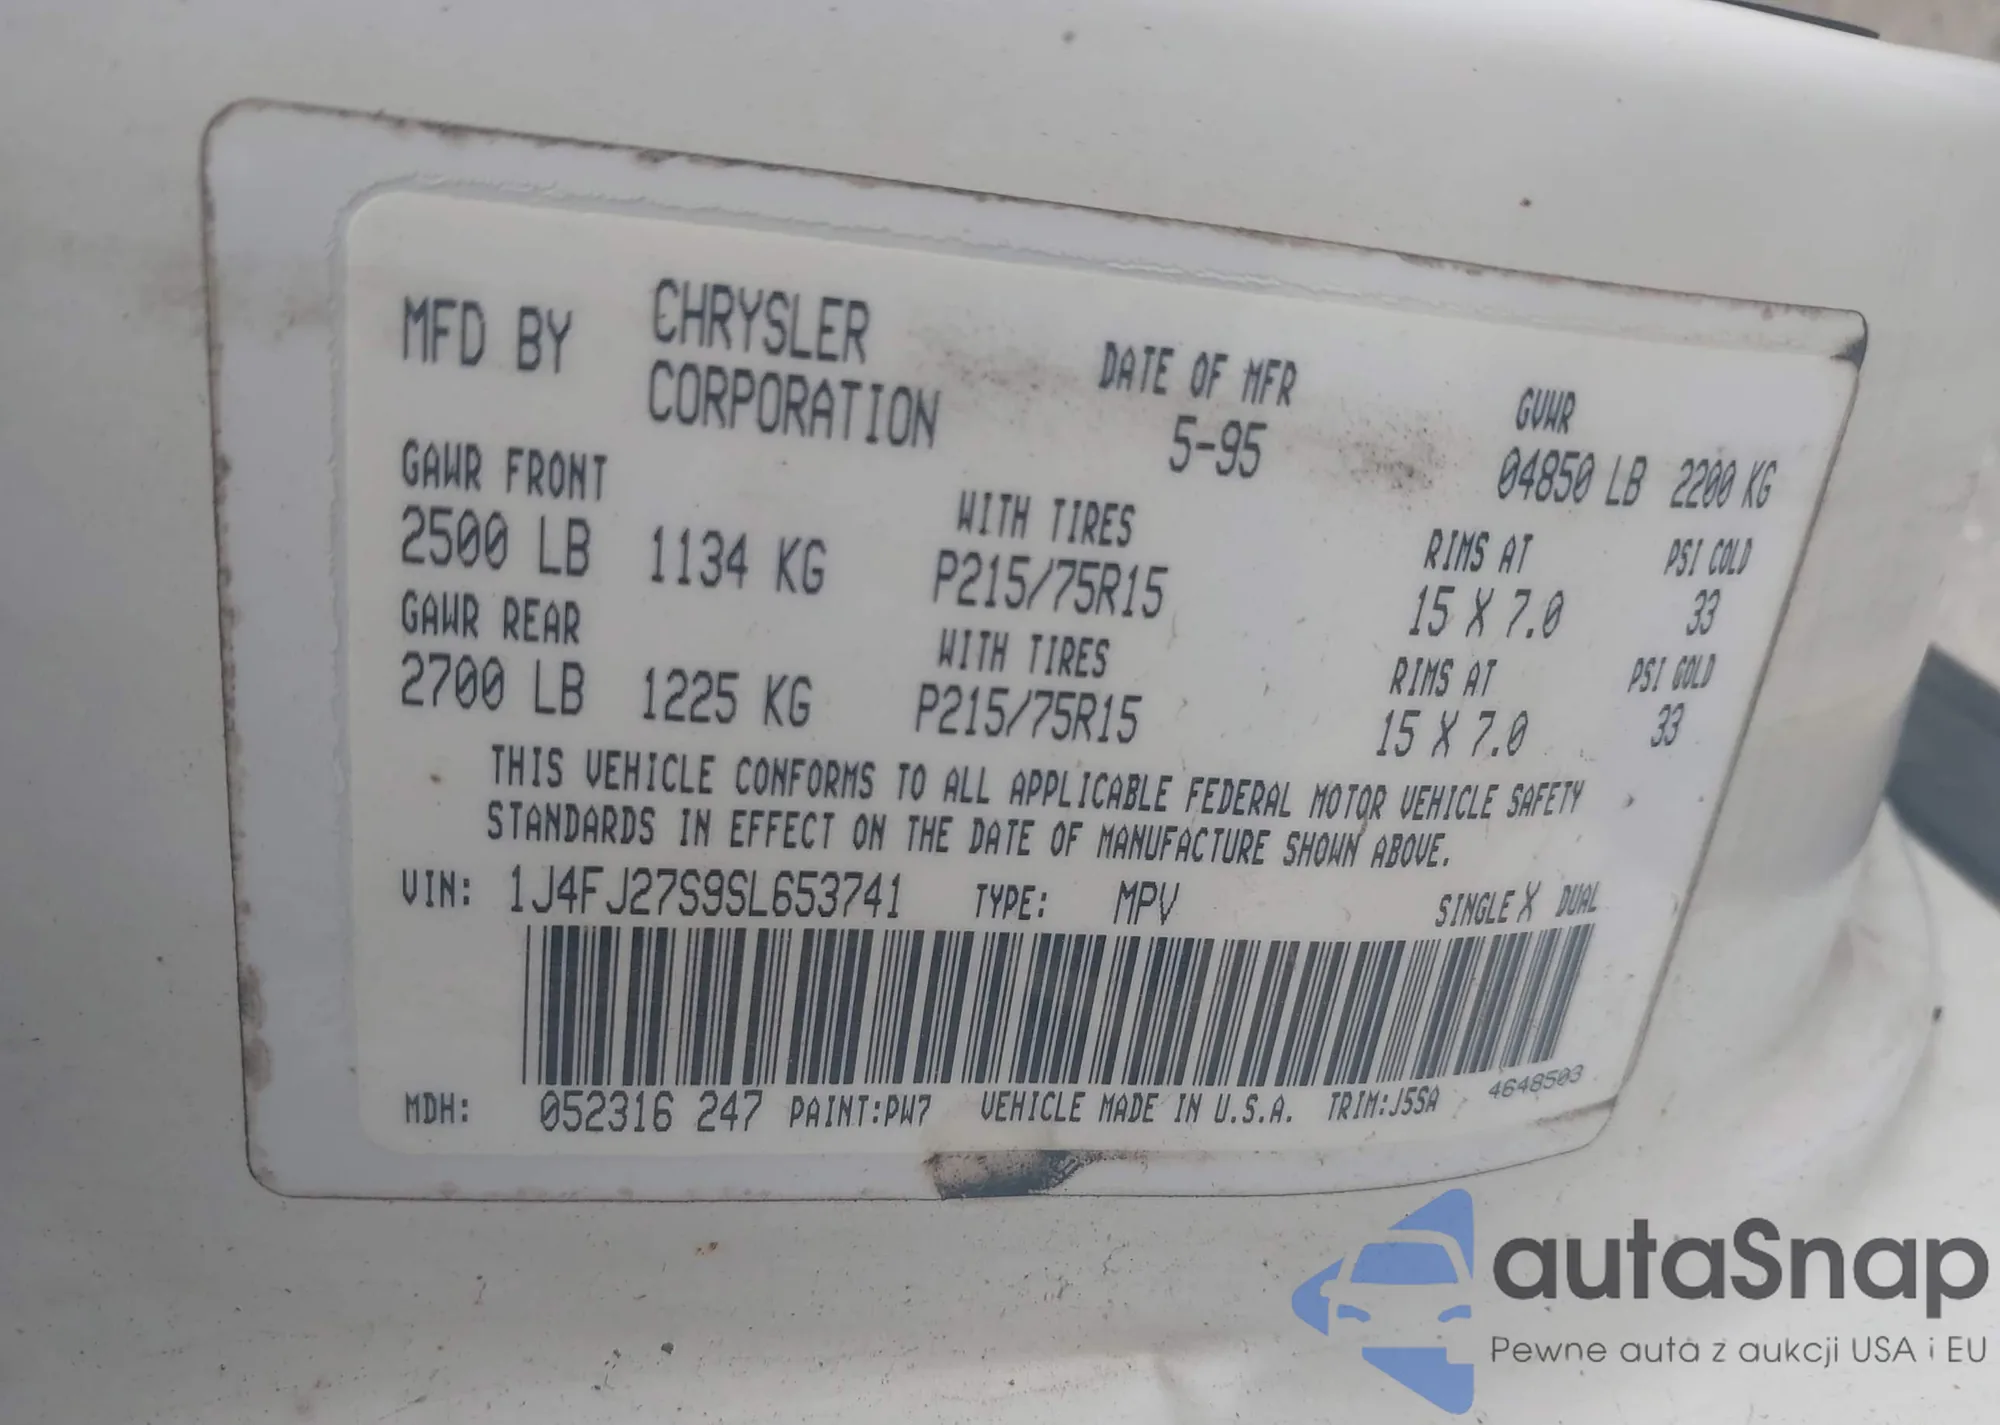 MFD BY CHRYSLER CORPORATION DATE OF MFR 5-95 GVWR 04850 LB 2200 KG
GAWR FRONT WITH TIRES RIMS AT PSI COLD
2500 LB 1134 KG P215/75R15 15 X 7.0 33
GAWR REAR WITH TIRES RIMS AT PSI COLD
2700 LB 1225 KG P215/75R15 15 X 7.0 33
THIS VEHICLE CONFORMS TO ALL APPLICABLE FEDERAL MOTOR VEHICLE SAFETY
STANDARDS IN EFFECT ON THE DATE OF MANUFACTURE SHOWN ABOVE.
VIN: 1J4FJ27S9SL653741 TYPE: MPV SINGLE X DUAL
MDH: 052316 247 PAINT:PW7 VEHICLE MADE IN U.S.A. TRIM:J5SA 4648503
autaSnap
Pewne auta z aukcji USA i EU